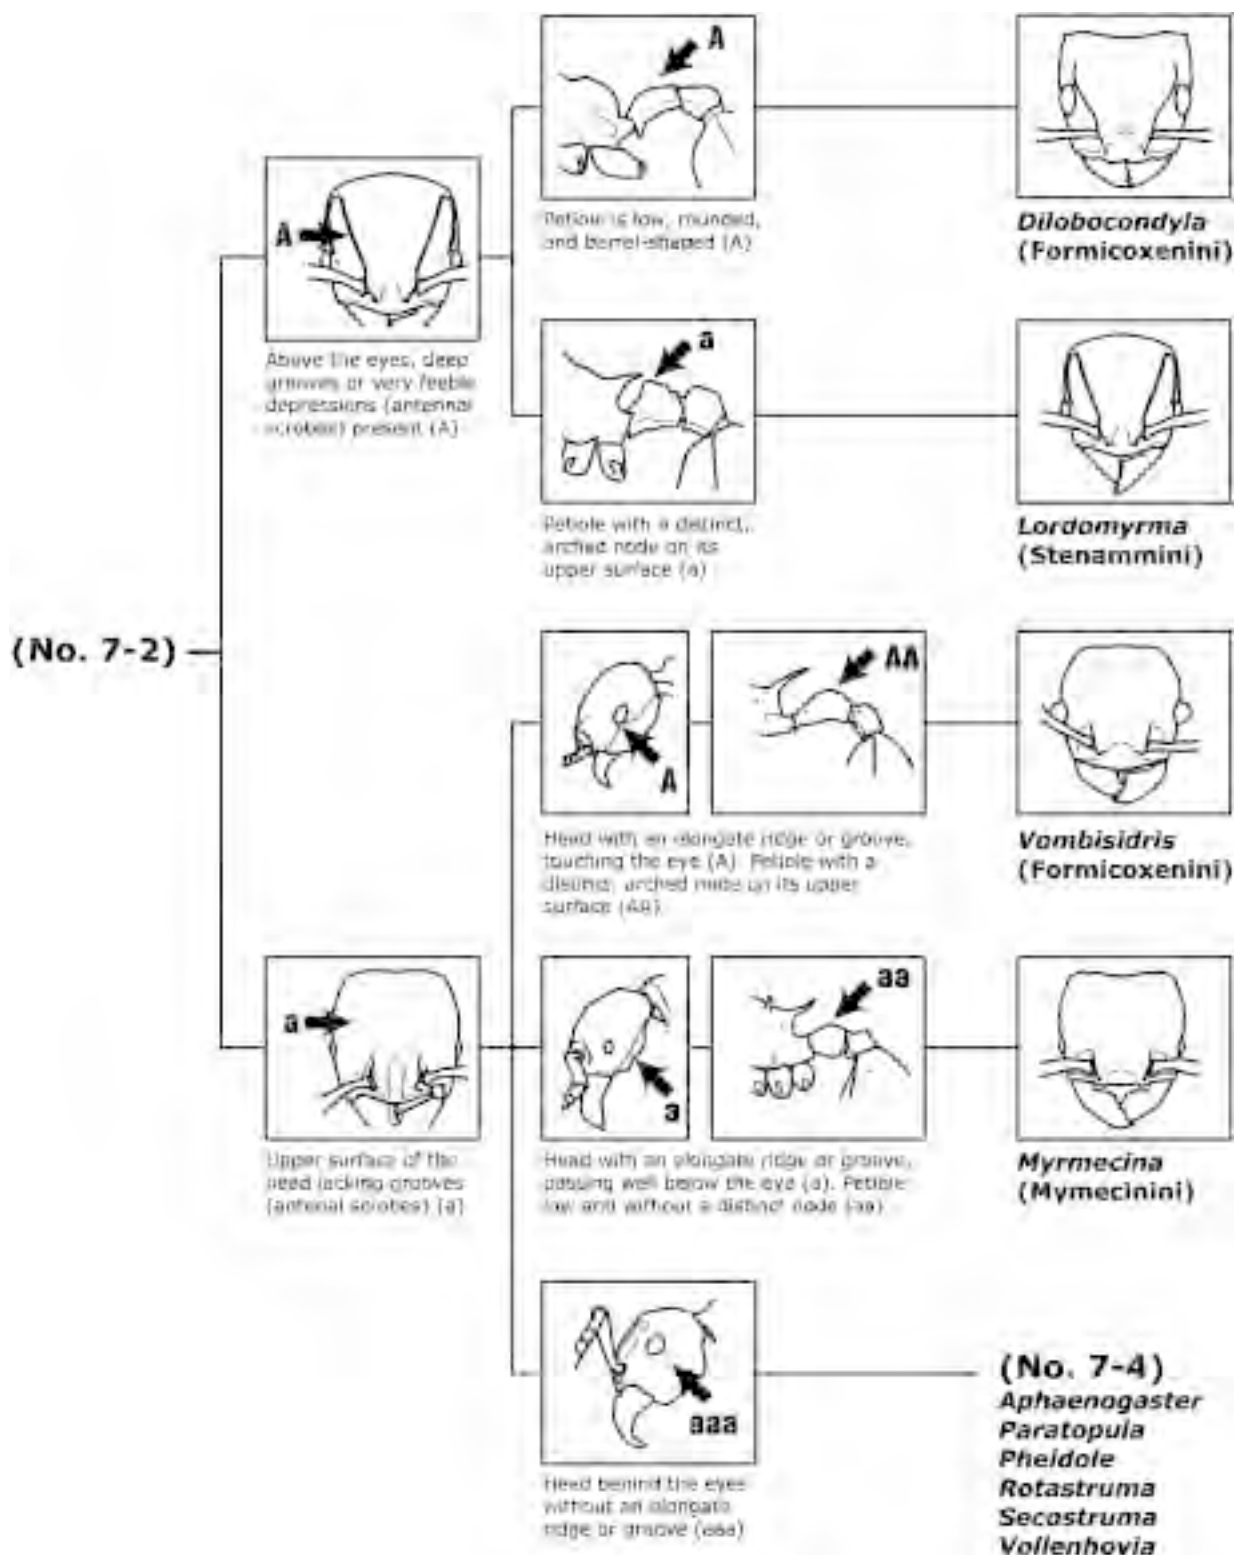 A
Petiole is low, rounded,
and barrel-shaped (A)
Dilobocondyla
(Formicoxenini)
A
Above the eyes, deep
grooves or very feeble
depressions (antennal
scrobes) present (A)
a
Petiole with a distinct,
arched node on its
upper surface (a)
Lordomyrma
(Stenammini)
(No. 7-2)
A
AA
Head with an elongate ridge or groove,
touching the eye (A). Petiole with a
distinct, arched node on its upper
surface (AA)
Vombisidris
(Formicoxenini)
a
Upper surface of the
head lacking grooves
(antenal scrobes) (a)
a
aa
Head with an elongate ridge or groove,
passing well below the eye (a). Petiole
low and without a distinct node (aa)
Myrmecina
(Mymecinini)
aaa
Head behind the eyes
without an elongate
ridge or groove (aaa)
(No. 7-4)
Aphaenogaster
Paratopula
Pheidole
Rotastruma
Secostruma
Vollenhovia